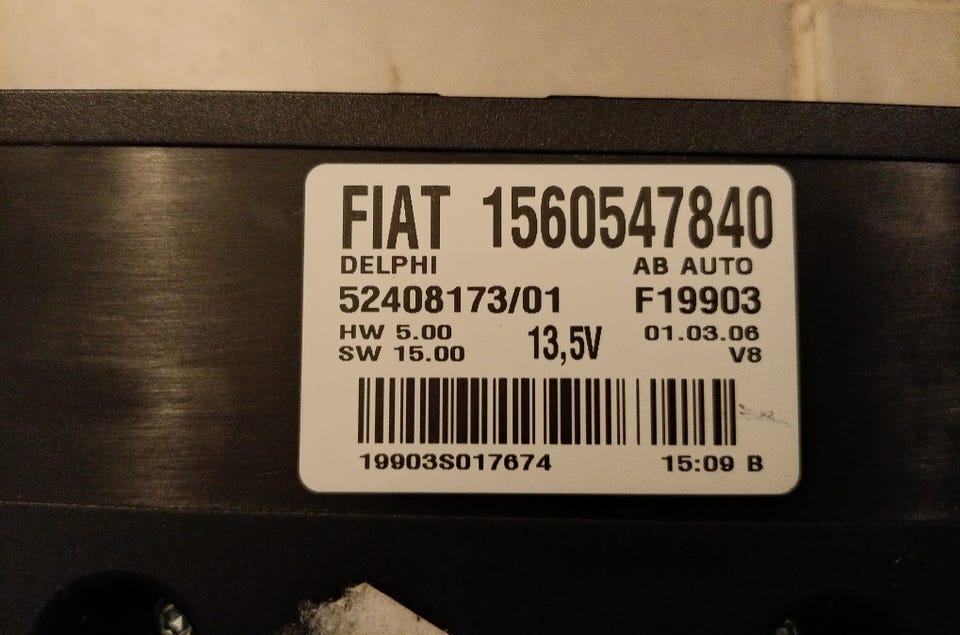 FIAT 1560547840
DELPHI AB AUTO
52408173/01 F19903
HW 5.00 13,5V 01.03.06
SW 15.00 V8
19903S017674 15:09 B